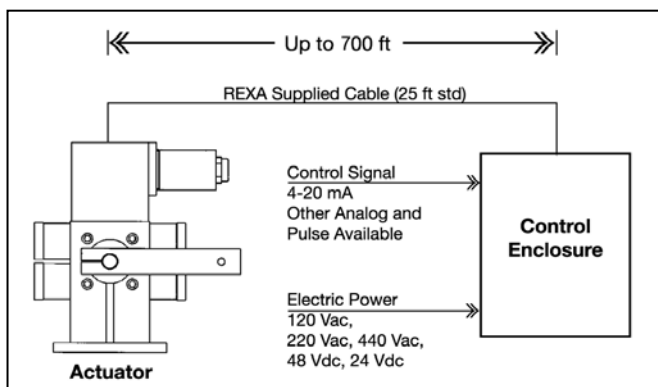 Up to 700 ft
REXA Supplied Cable (25 ft std)
Control Signal
4-20 mA
Other Analog and
Pulse Available
Control
Enclosure
Electric Power
120 Vac,
220 Vac, 440 Vac,
48 Vdc, 24 Vdc
Actuator